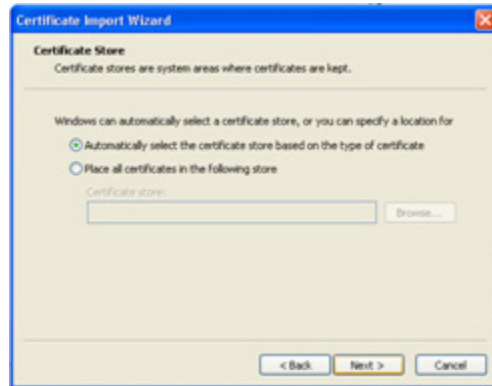 Certificate Import Wizard
Certificate Store
Certificate stores are system areas where certificates are kept.
Windows can automatically select a certificate store, or you can specify a location for
Automatically select the certificate store based on the type of certificate
Place all certificates in the following store
Certificate store:
Browse...
< Back
Next >
Cancel